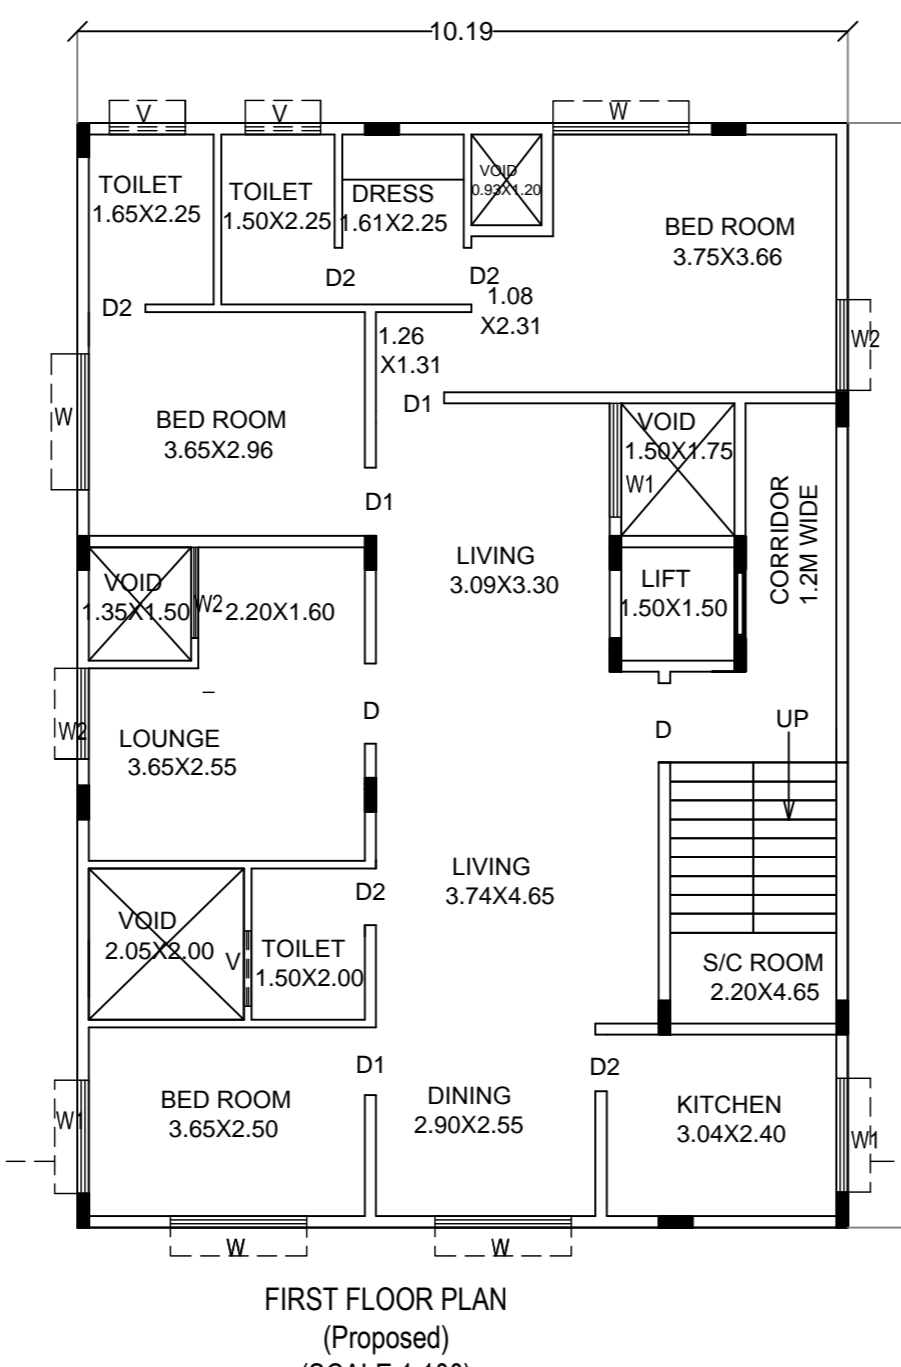 10.19
V
V
W
TOILET
1.65X2.25
TOILET
1.50X2.25
DRESS
1.61X2.25
VOID
0.93X1.20
BED ROOM
3.75X3.66
D2
D2
D2
1.08
X2.31
1.26
X1.31
W2
W
BED ROOM
3.65X2.96
D1
VOID
1.50X1.75
W1
D1
CORRIDOR
1.2M WIDE
LIVING
3.09X3.30
LIFT
1.50X1.50
VOID
1.35X1.50
W2
2.20X1.60
W2
LOUNGE
3.65X2.55
D
D
UP
LIVING
3.74X4.65
D2
VOID
2.05X2.00
V
TOILET
1.50X2.00
S/C ROOM
2.20X4.65
D1
D2
W1
BED ROOM
3.65X2.50
DINING
2.90X2.55
KITCHEN
3.04X2.40
W1
W
W
FIRST FLOOR PLAN
(Proposed)
(SCALE 1:100)